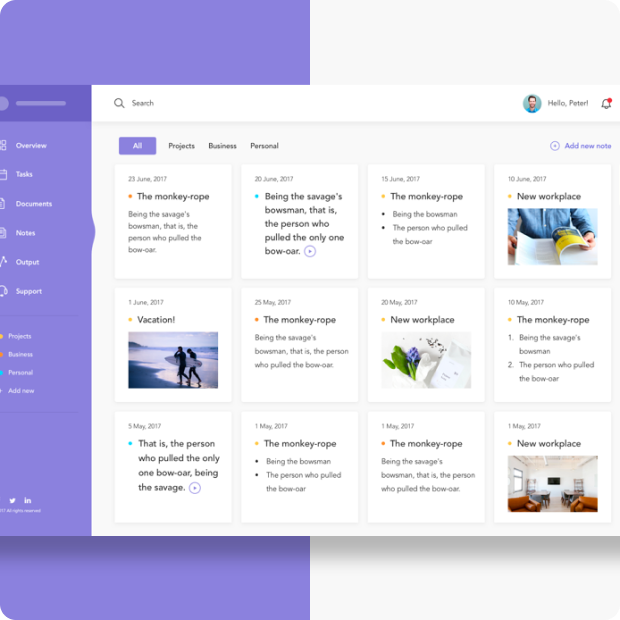 Search
Hello, Peter!
Overview
Tasks
Documents
Notes
Output
Support
Projects
Business
Personal
Add new
All rights reserved
All
Projects
Business
Personal
Add new note
23 June, 2017
The monkey-rope
Being the savage's
bowsman, that is, the
person who pulled the
bow-oar.
20 June, 2017
Being the savage's
bowsman, that is,
the person who
pulled the only one
bow-oar.
15 June, 2017
The monkey-rope
• Being the bowsman
• The person who pulled
the bow-oar
10 June, 2017
New workplace
1 June, 2017
Vacation!
25 May, 2017
The monkey-rope
Being the savage's
bowsman, that is, the person
who pulled the bow-oar.
20 May, 2017
New workplace
10 May, 2017
The monkey-rope
1. Being the savage's
bowsman
2. The person who pulled
the bow-oar
5 May, 2017
That is, the person
who pulled the only
one bow-oar, being
the savage.
1 May, 2017
The monkey-rope
• Being the bowsman
• The person who pulled
the bow-oar
1 May, 2017
The monkey-rope
Being the savage's
bowsman, that is, the person
who pulled the bow-oar.
1 May, 2017
New workplace